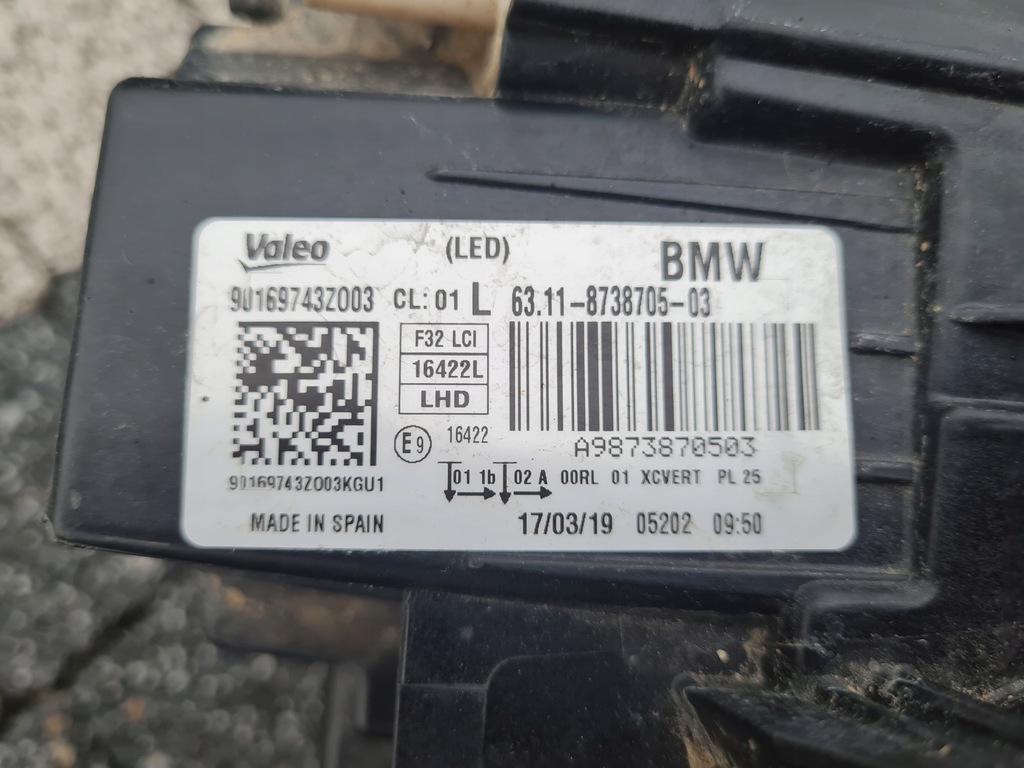 Valeo (LED) BMW
90169743Z003 CL: 01 L 63.11-8738705-03
F32 LCI
16422L
LHD
E9 16422
A9873870503
90169743Z003KGU1
01 1b 02 A 00RL 01 XCVERT PL 25
MADE IN SPAIN 17/03/19 05202 09:50